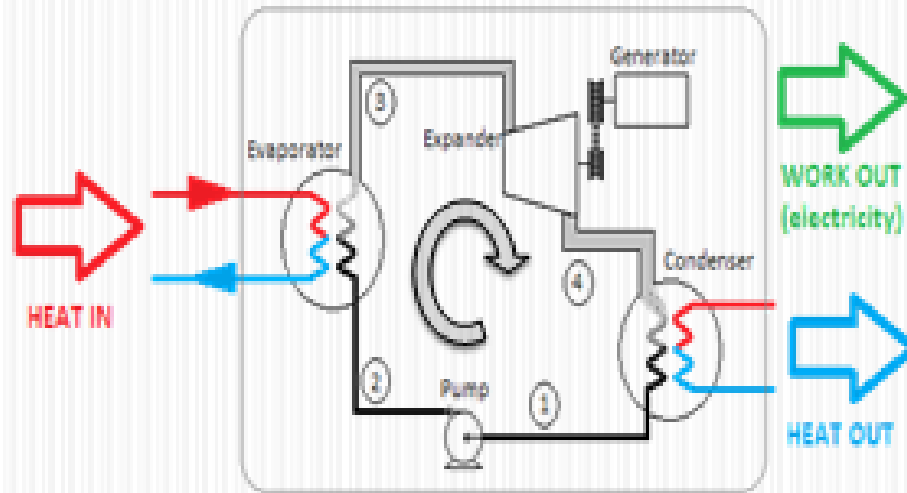 Generator
3
Expander
Evaporator
WORK OUT
(electricity)
Condenser
4
HEAT IN
2
Pump
1
HEAT OUT